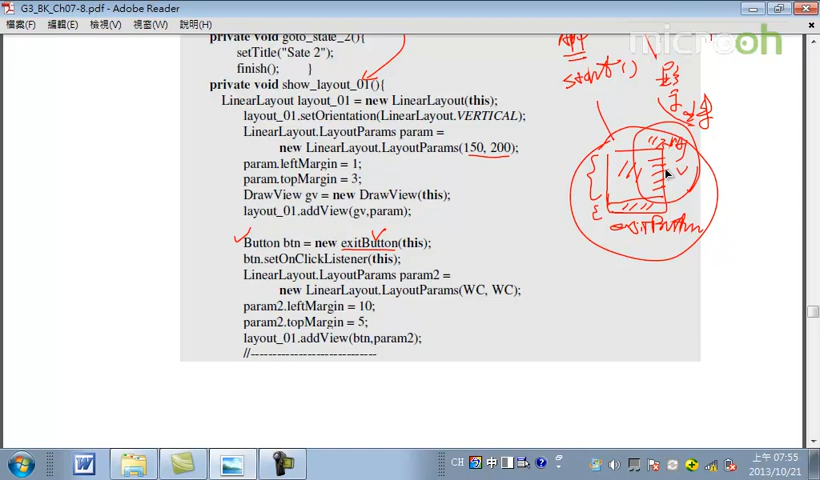 G3_BK_Ch07-8.pdf - Adobe Reader
檔案(F) 編輯(E) 檢視(V) 視窗(W) 說明(H)
private void goto_state_2(){
setTitle("Sate 2");
finish(); }
private void show_layout_01(){
LinearLayout layout_01 = new LinearLayout(this);
layout_01.setOrientation(LinearLayout.VERTICAL);
LinearLayout.LayoutParams param =
new LinearLayout.LayoutParams(150, 200);
param.leftMargin = 1;
param.topMargin = 3;
DrawView gv = new DrawView(this);
layout_01.addView(gv,param);
Button btn = new exitButton(this);
btn.setOnClickListener(this);
LinearLayout.LayoutParams param2 =
new LinearLayout.LayoutParams(WC, WC);
param2.leftMargin = 10;
param2.topMargin = 5;
layout_01.addView(btn,param2);
//----------------------------
microoh
start()
exitButton
CH 中
上午 07:55
2013/10/21